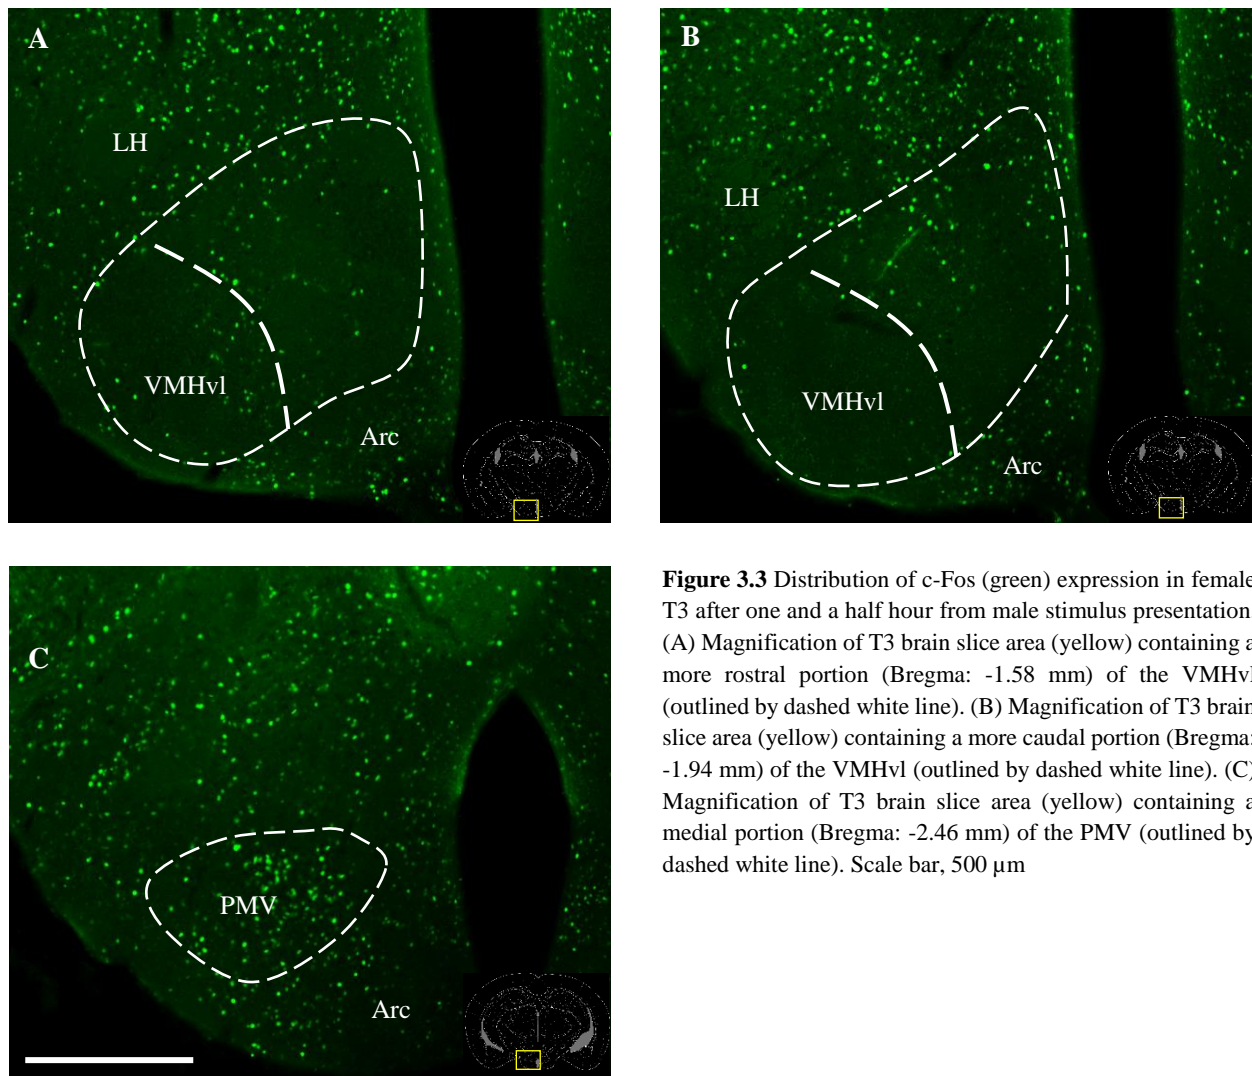 A
B
LH
LH
VMHvl
VMHvl
Arc
Arc
C
PMV
Arc
Figure 3.3 Distribution of c-Fos (green) expression in female
T3 after one and a half hour from male stimulus presentation
(A) Magnification of T3 brain slice area (yellow) containing a
more rostral portion (Bregma: -1.58 mm) of the VMHvl
(outlined by dashed white line). (B) Magnification of T3 brain
slice area (yellow) containing a more caudal portion (Bregma:
-1.94 mm) of the VMHvl (outlined by dashed white line). (C)
Magnification of T3 brain slice area (yellow) containing a
medial portion (Bregma: -2.46 mm) of the PMV (outlined by
dashed white line). Scale bar, 500 µm